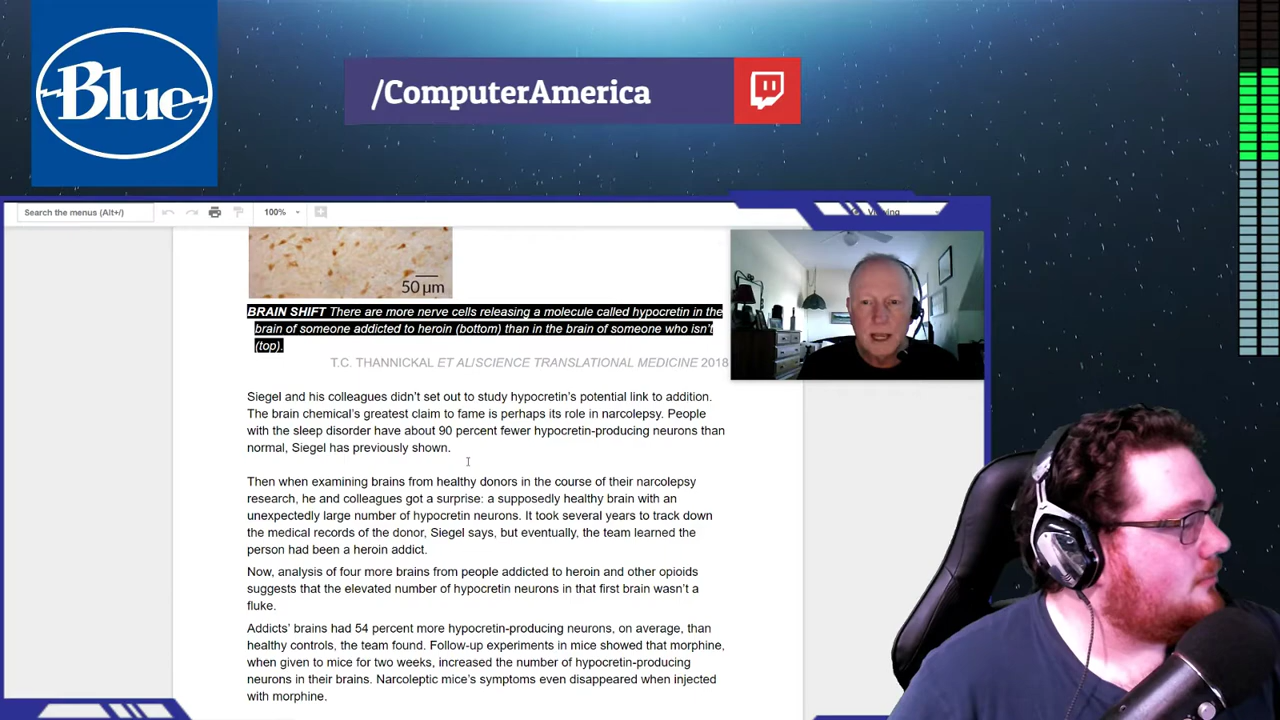 Blue
/ComputerAmerica
Search the menus (Alt+/)
100%
Viewing
50 µm
BRAIN SHIFT There are more nerve cells releasing a molecule called hypocretin in the
brain of someone addicted to heroin (bottom) than in the brain of someone who isn't
(top).
T.C. THANNICKAL ET AL/SCIENCE TRANSLATIONAL MEDICINE 2018
Siegel and his colleagues didn't set out to study hypocretin's potential link to addition.
The brain chemical's greatest claim to fame is perhaps its role in narcolepsy. People
with the sleep disorder have about 90 percent fewer hypocretin-producing neurons than
normal, Siegel has previously shown.
Then when examining brains from healthy donors in the course of their narcolepsy
research, he and colleagues got a surprise: a supposedly healthy brain with an
unexpectedly large number of hypocretin neurons. It took several years to track down
the medical records of the donor, Siegel says, but eventually, the team learned the
person had been a heroin addict.
Now, analysis of four more brains from people addicted to heroin and other opioids
suggests that the elevated number of hypocretin neurons in that first brain wasn't a
fluke.
Addicts' brains had 54 percent more hypocretin-producing neurons, on average, than
healthy controls, the team found. Follow-up experiments in mice showed that morphine,
when given to mice for two weeks, increased the number of hypocretin-producing
neurons in their brains. Narcoleptic mice's symptoms even disappeared when injected
with morphine.